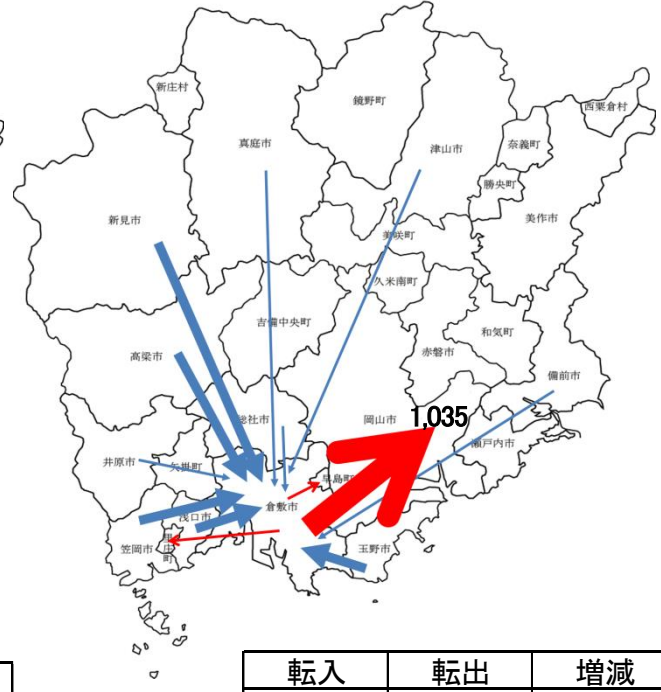 新庄村
鏡野町
西粟倉村
真庭市
津山市
奈義町
勝央町
新見市
美作市
美咲町
久米南町
吉備中央町
和気町
高梁市
赤磐市
備前市
総社市
岡山市
1,035
瀬戸内市
井原市
矢掛町
早島町
倉敷市
浅口市
笠岡市
里庄町
玉野市
転入 転出 増減